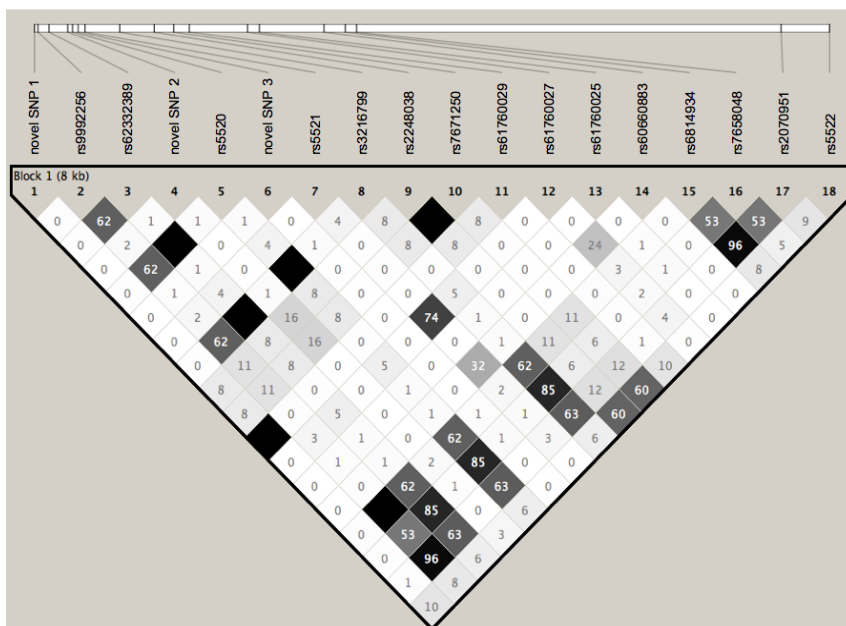 novel SNP 1
rs9992256
rs62332389
novel SNP 2
rs5520
novel SNP 3
rs5521
rs3216799
rs2248038
rs7671250
rs61760029
rs61760027
rs61760025
rs60660883
rs6814934
rs7658048
rs2070951
rs5522
Block 1 (8 kb)
1 2 3 4 5 6 7 8 9 10 11 12 13 14 15 16 17 18
0 62 1 1 1 0 4 8 8 0 0 0 0 53 53 9
0 2 0 4 1 0 8 8 0 0 24 1 0 96 5
0 62 1 0 0 0 0 0 0 0 3 1 0 8
0 1 4 1 8 0 0 5 0 0 0 2 0 0
0 2 16 8 0 74 1 0 11 0 4 0
0 62 8 16 0 0 0 1 11 6 1 0
0 11 8 0 5 0 32 62 6 12 10
8 11 0 0 1 0 2 85 12 60
8 0 5 0 1 1 1 63 60
3 1 0 62 1 3 6
0 1 1 2 85 0 0
0 0 62 1 63 0
0 85 0 6
0 53 63 3
0 96 6
1 8
10